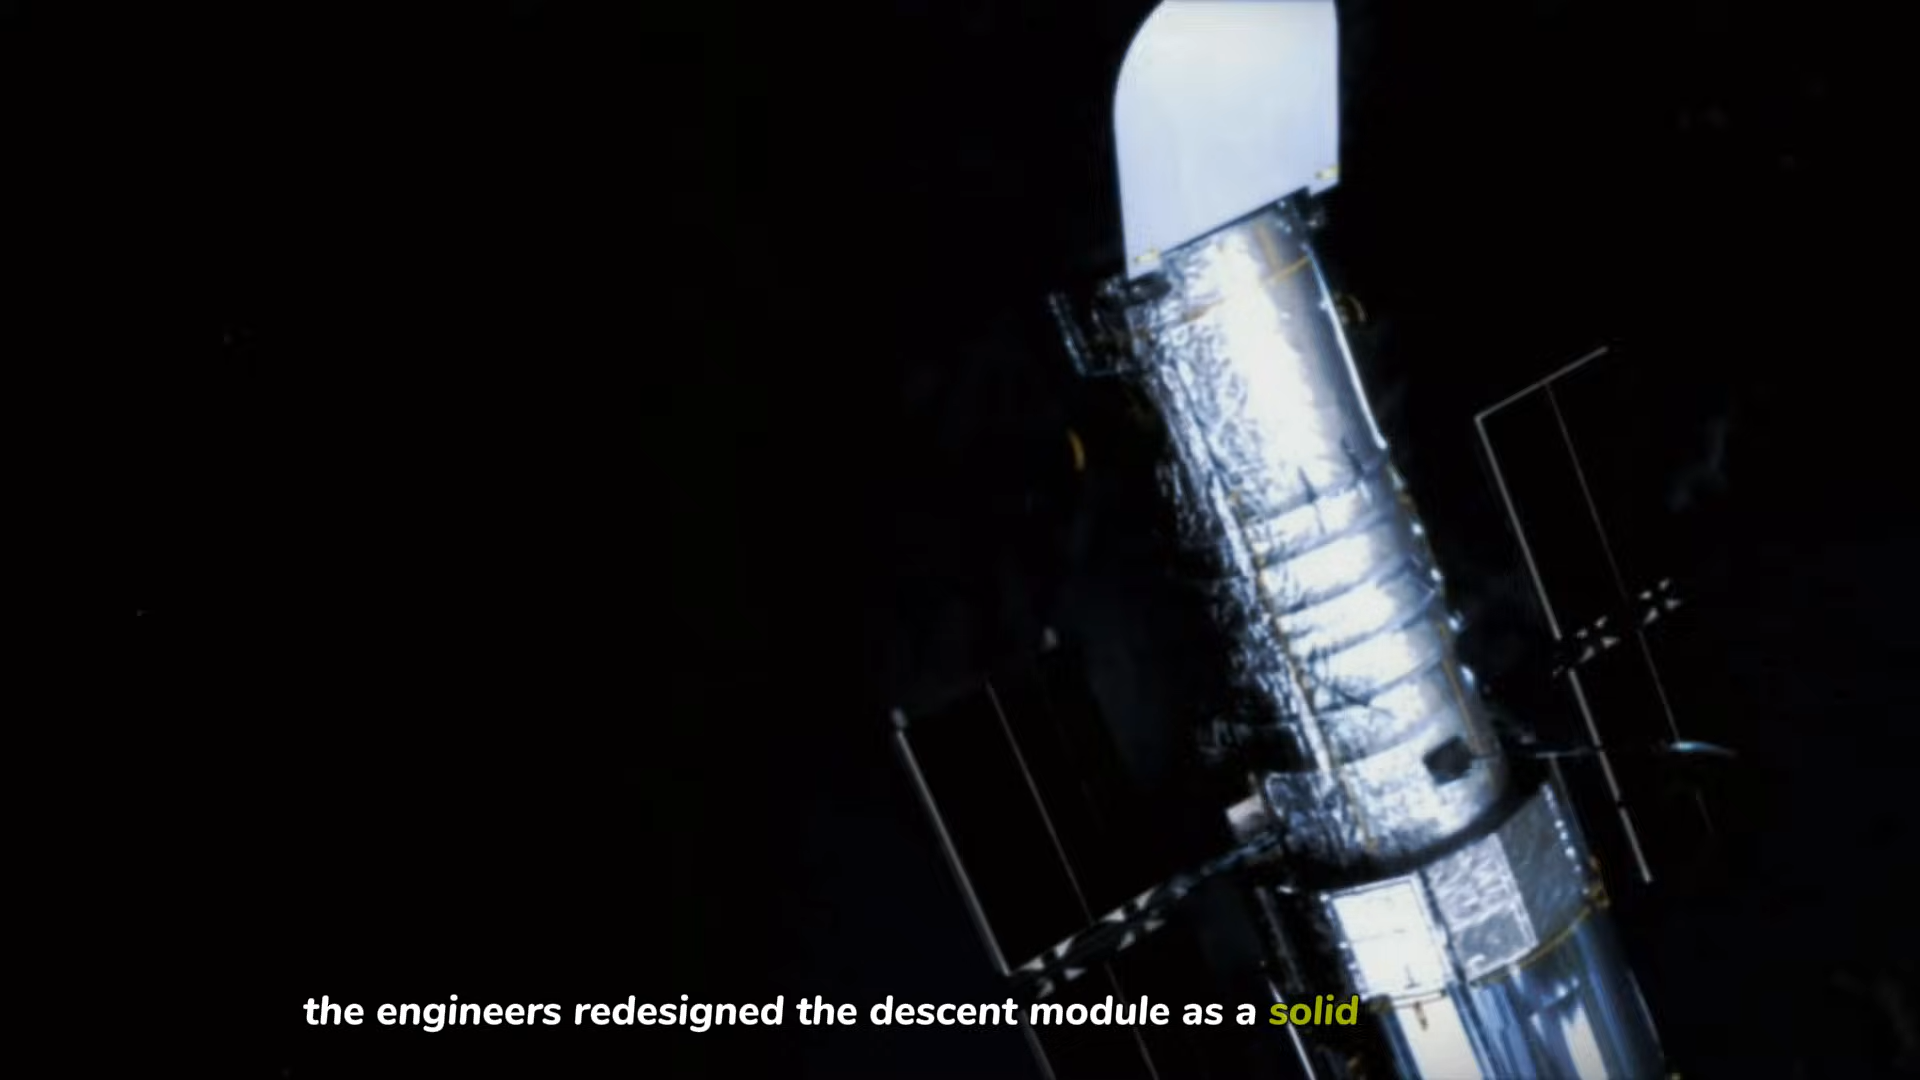 the engineers redesigned the descent module as a solid